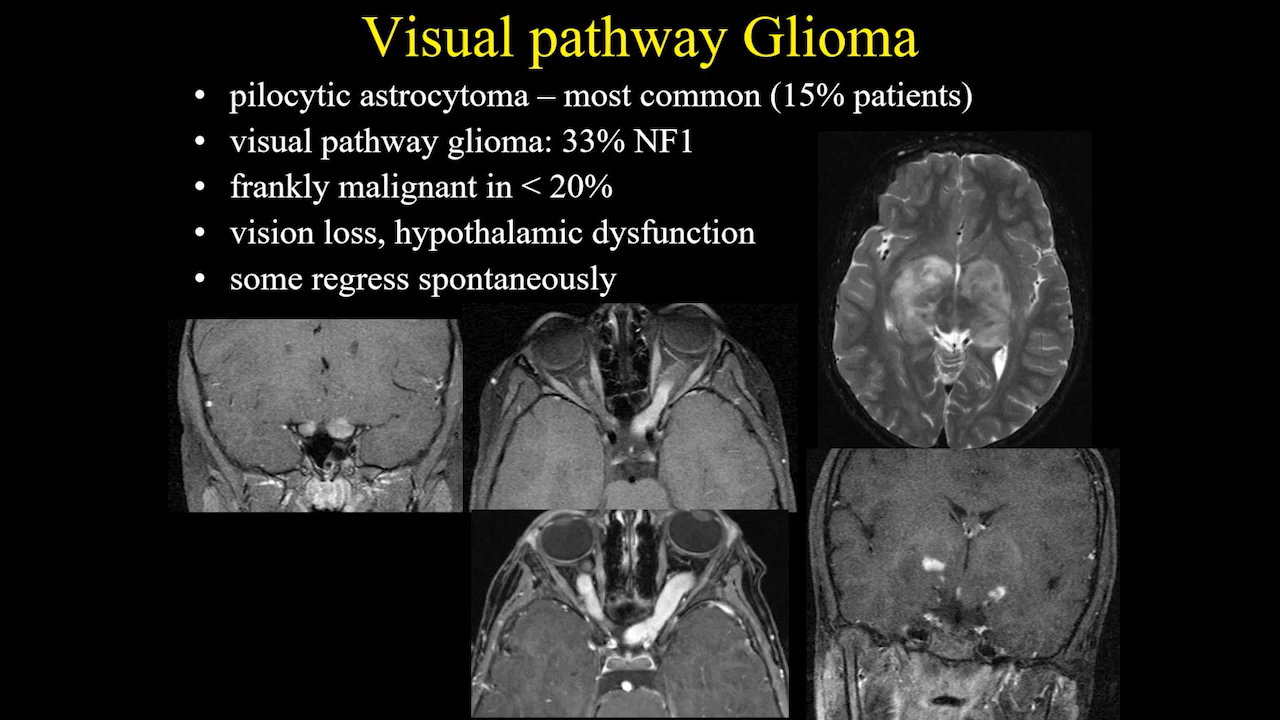 Visual pathway Glioma
• pilocytic astrocytoma – most common (15% patients)
• visual pathway glioma: 33% NF1
• frankly malignant in < 20%
• vision loss, hypothalamic dysfunction
• some regress spontaneously